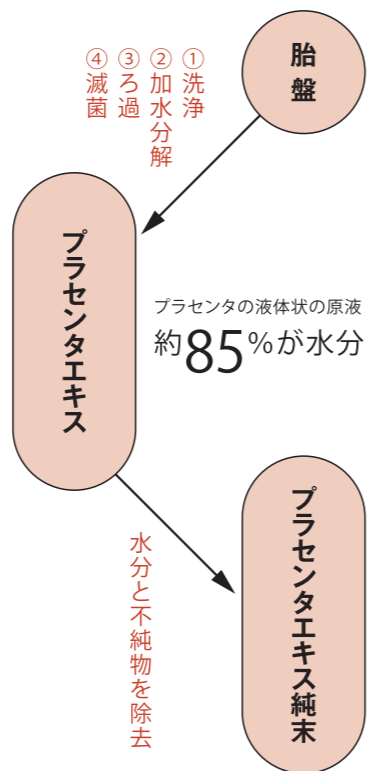 胎盤
①洗浄
②加水分解
③ろ過
④滅菌
プラセンタエキス
プラセンタの液体状の原液
約85%が水分
水分と不純物を除去
プラセンタエキス純末